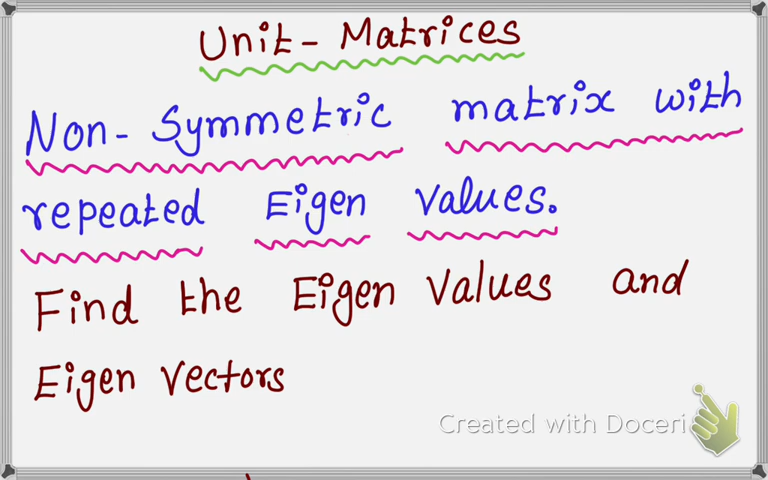 Unit - Matrices
Non-Symmetric matrix with
repeated Eigen values.
Find the Eigen Values and
Eigen Vectors
Created with Doceri